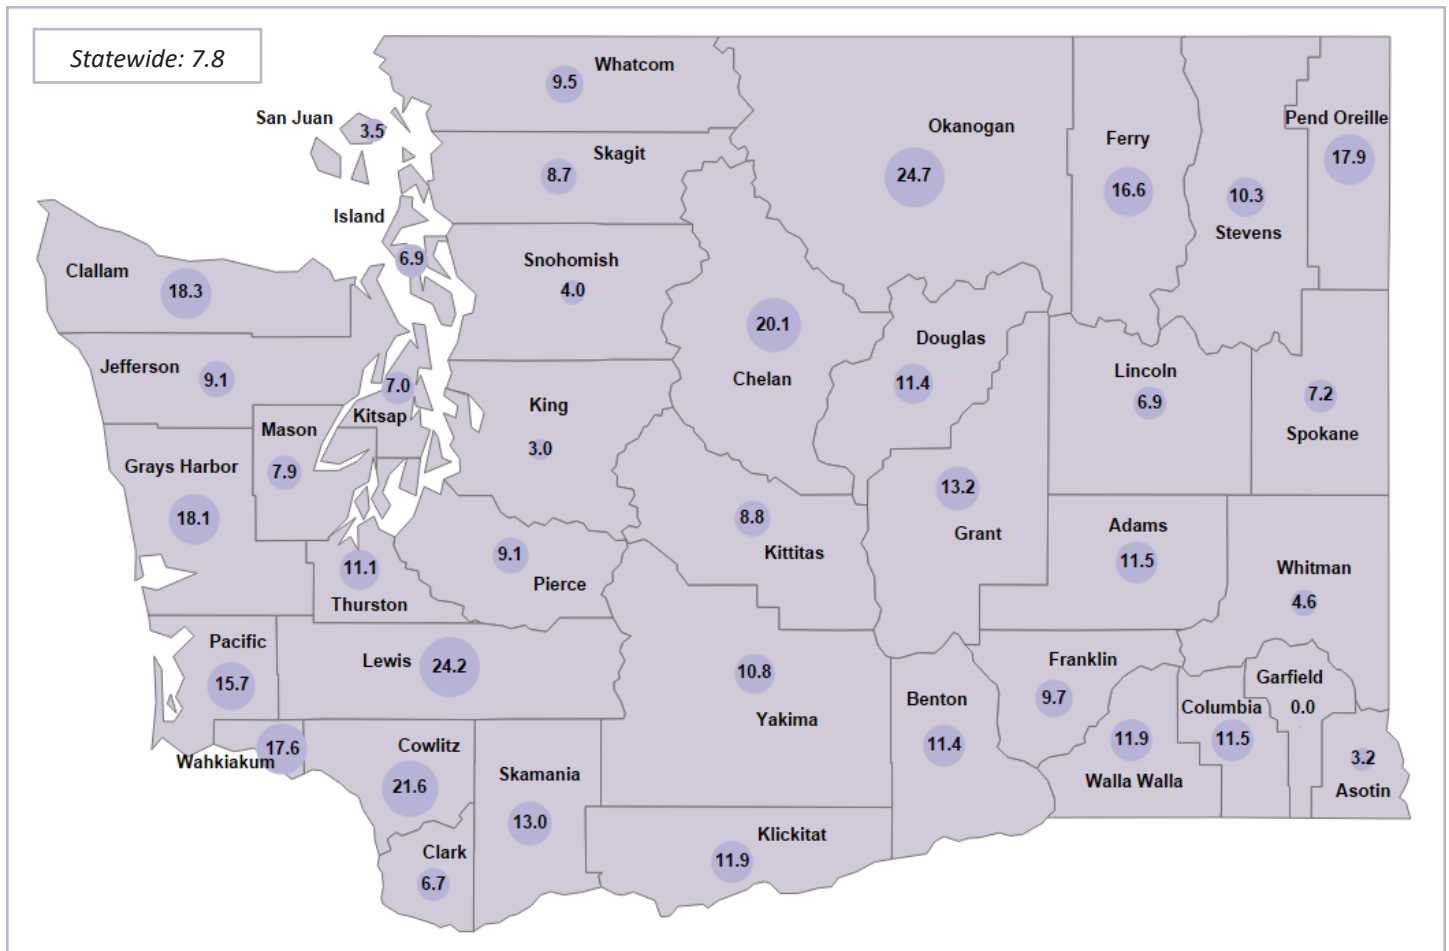 Statewide: 7.8
Whatcom
9.5
San Juan
3.5
Skagit
8.7
Okanogan
24.7
Ferry
16.6
Pend Oreille
17.9
10.3
Stevens
Island
6.9
Clallam
18.3
Snohomish
4.0
20.1
Chelan
Douglas
11.4
Jefferson
9.1
7.0
Kitsap
King
3.0
Lincoln
6.9
7.2
Spokane
Mason
7.9
Grays Harbor
18.1
13.2
Grant
8.8
Kittitas
Adams
11.5
11.1
Thurston
9.1
Pierce
Whitman
4.6
Pacific
15.7
Lewis
24.2
10.8
Yakima
Benton
11.4
Franklin
9.7
Garfield
0.0
Columbia
11.5
11.9
Walla Walla
3.2
Asotin
17.6
Wahkiakum
Cowlitz
21.6
Skamania
13.0
Klickitat
11.9
Clark
6.7